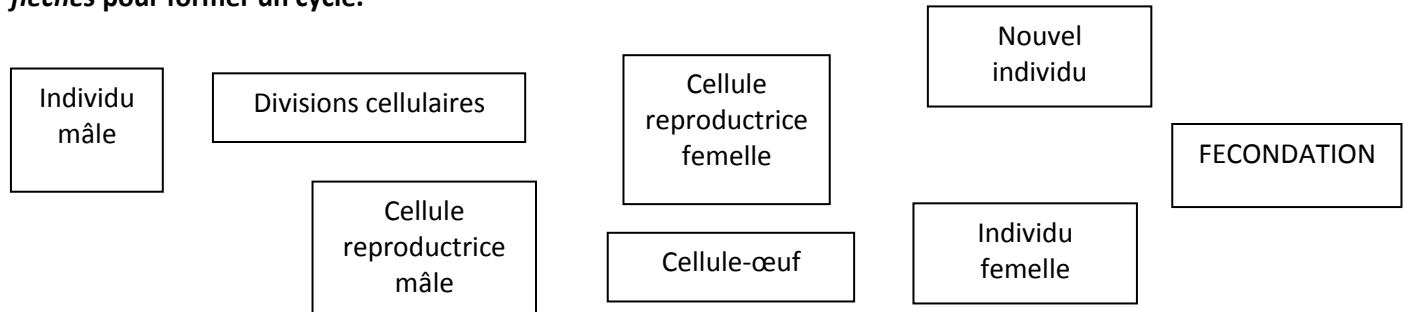 flèches pour former un cycle.
Individu
mâle
Divisions cellulaires
Cellule
reproductrice
mâle
Cellule
reproductrice
femelle
Cellule-œuf
Nouvel
individu
Individu
femelle
FECONDATION